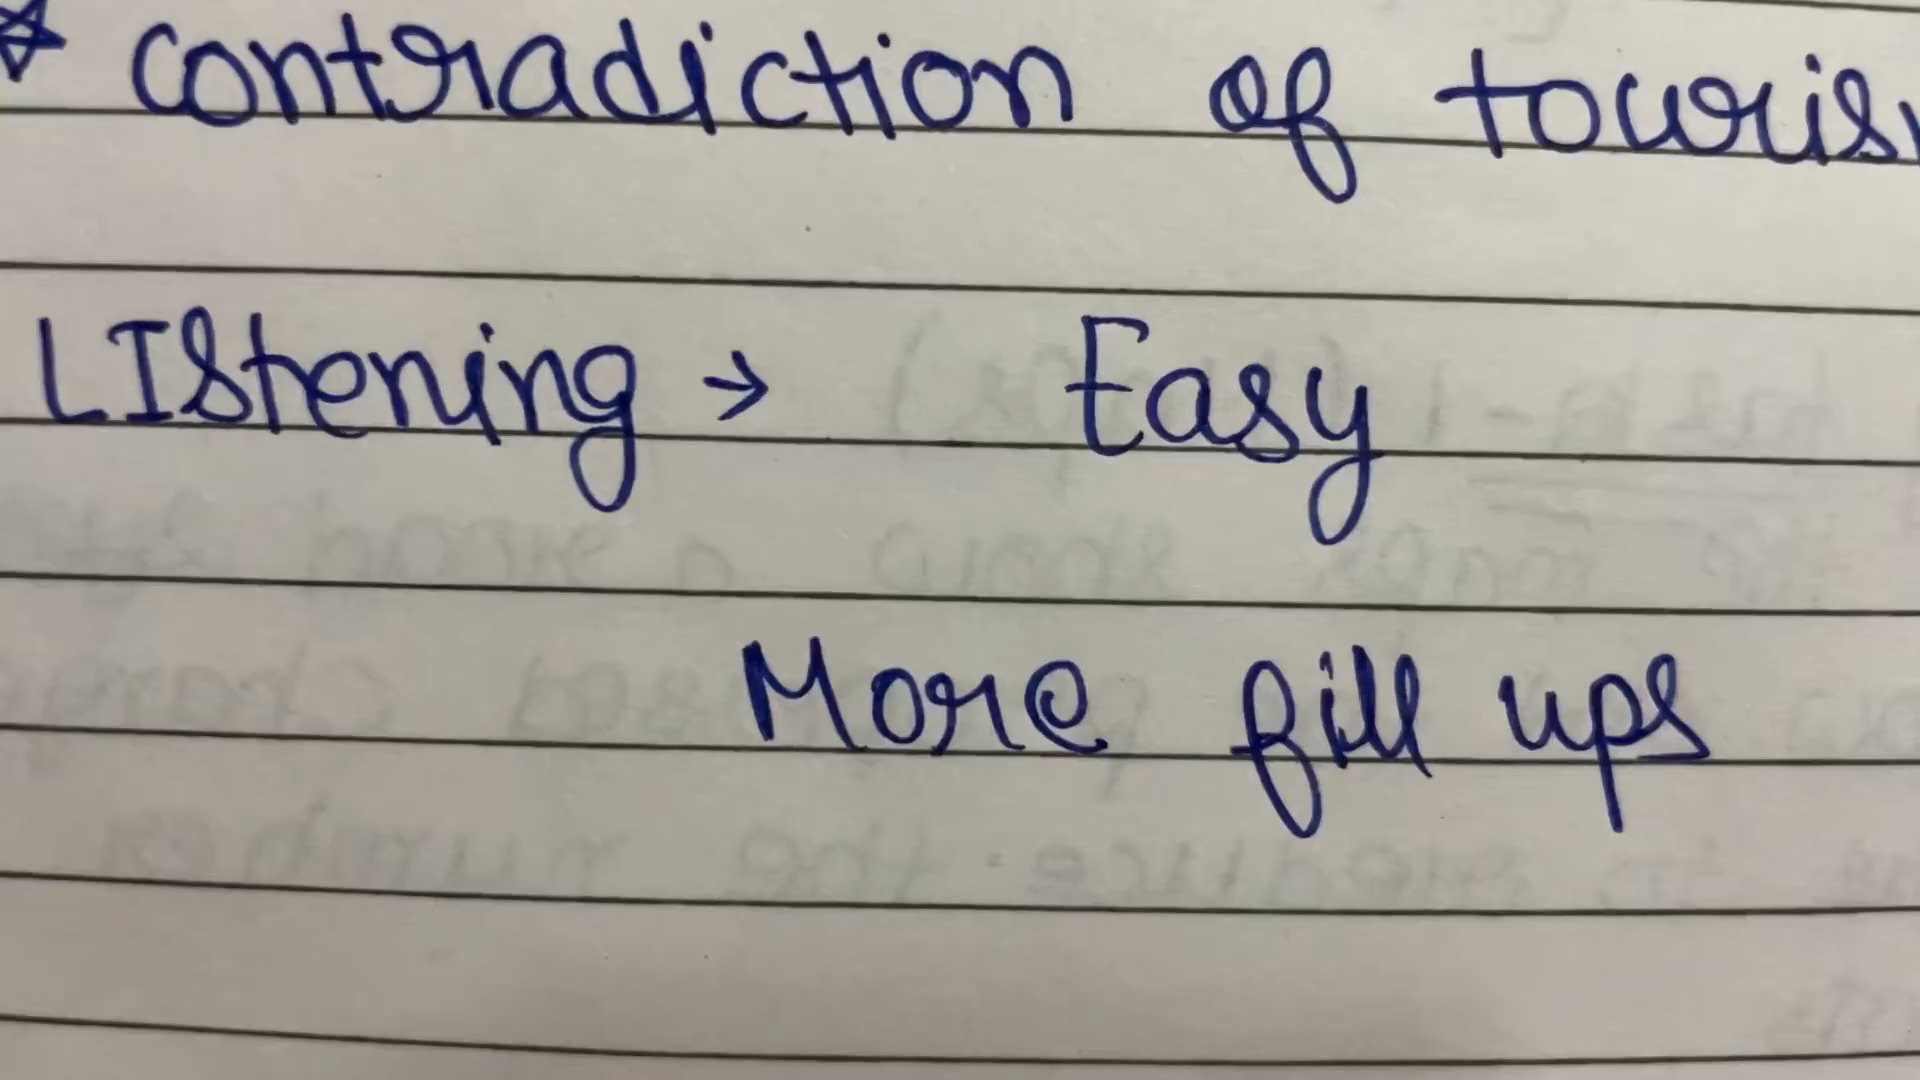 ☆ contradiction of touris
LIStening → Easy
More fill ups